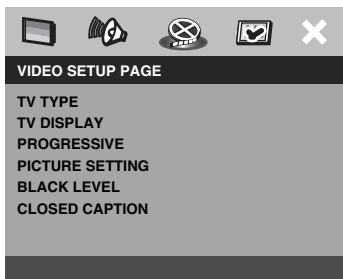 VIDEO SETUP PAGE
TV TYPE
TV DISPLAY
PROGRESSIVE
PICTURE SETTING
BLACK LEVEL
CLOSED CAPTION